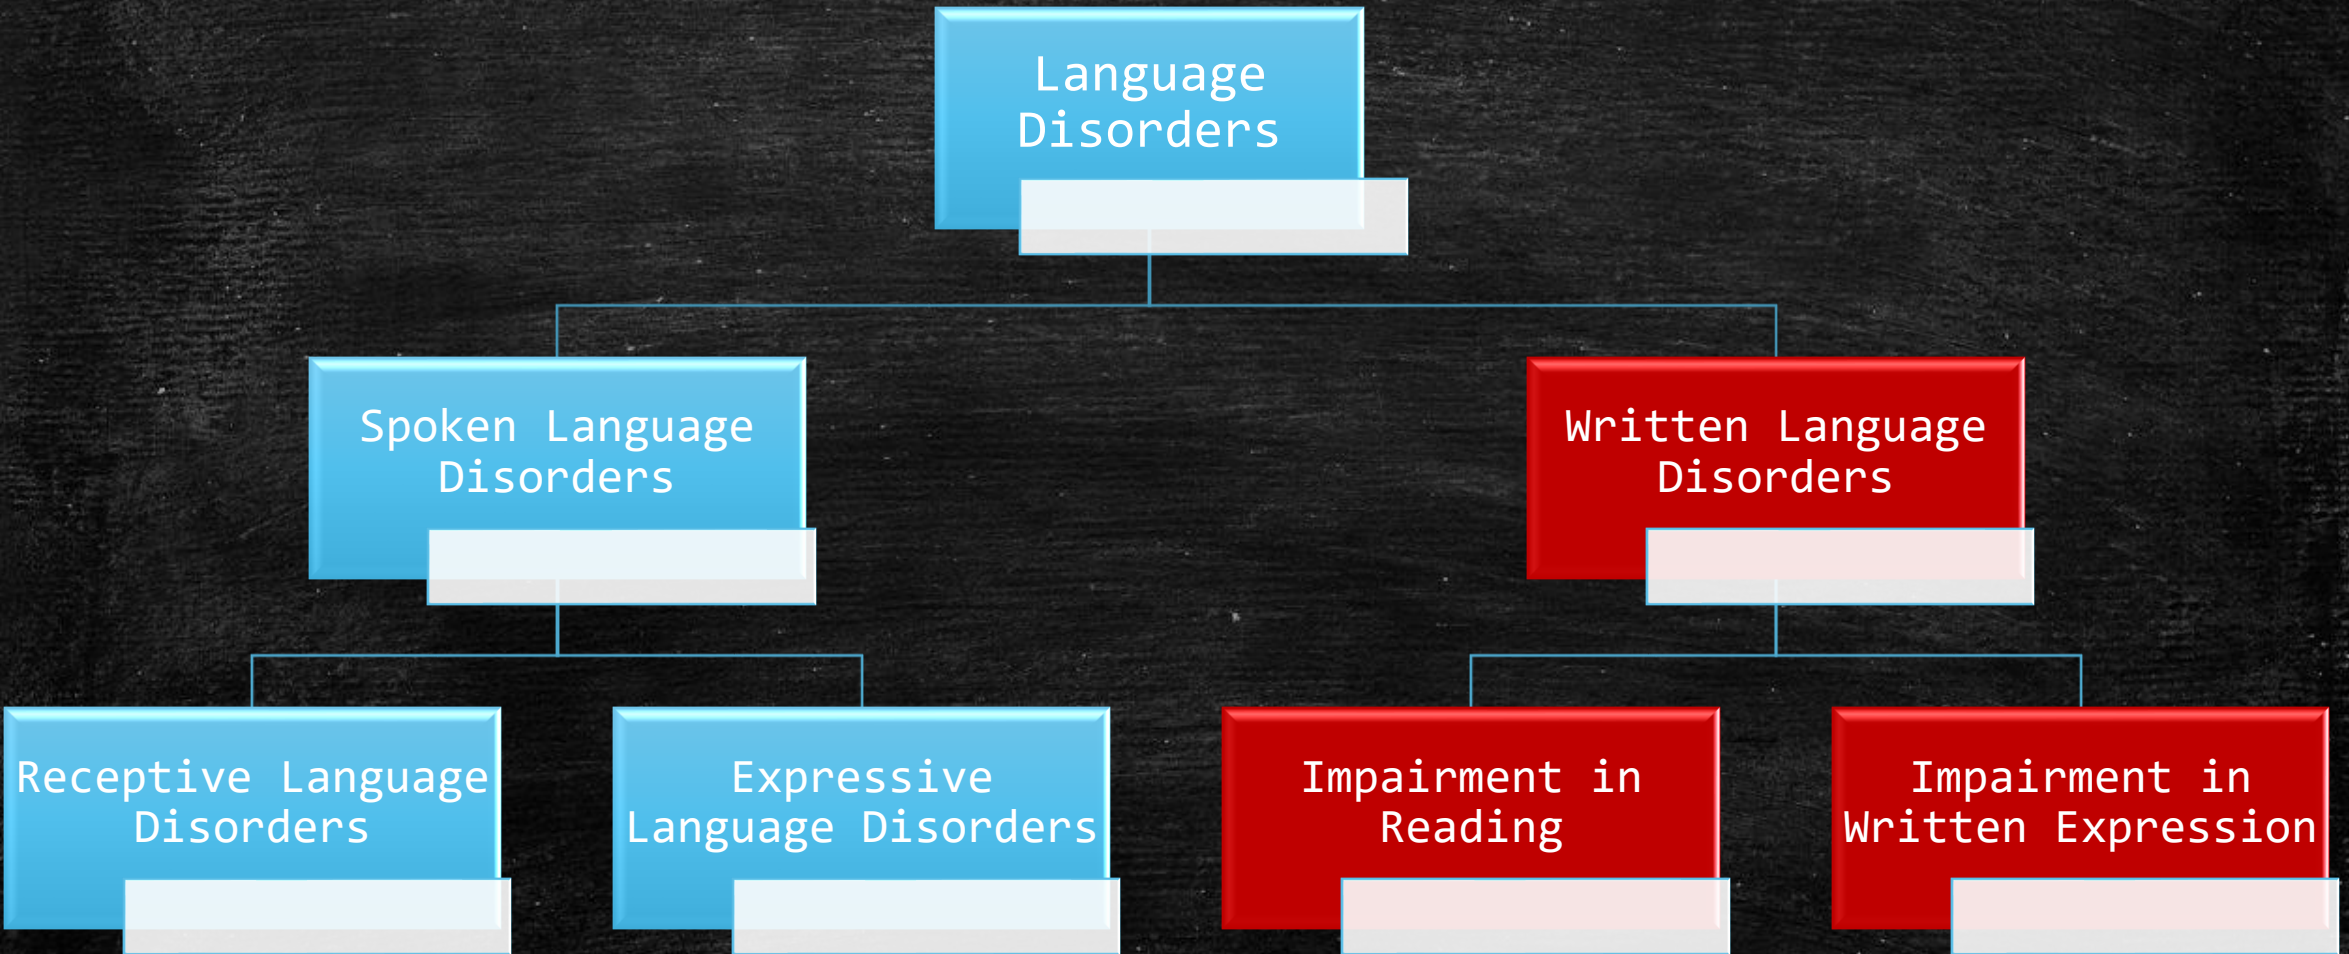 Language
Disorders
Spoken Language
Disorders
Written Language
Disorders
Receptive Language
Disorders
Expressive
Language Disorders
Impairment in
Reading
Impairment in
Written Expression